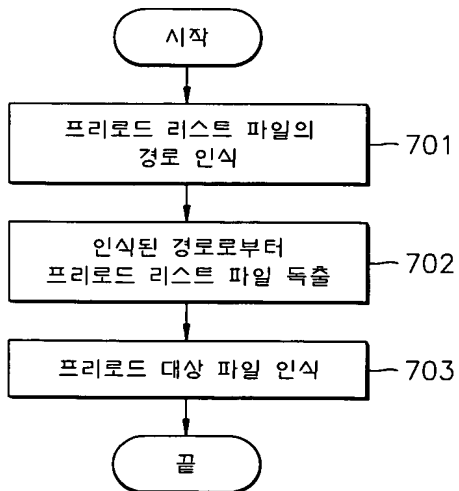 시작
프리로드 리스트 파일의
경로 인식
701
인식된 경로로부터
프리로드 리스트 파일 독출
702
프리로드 대상 파일 인식
703
끝